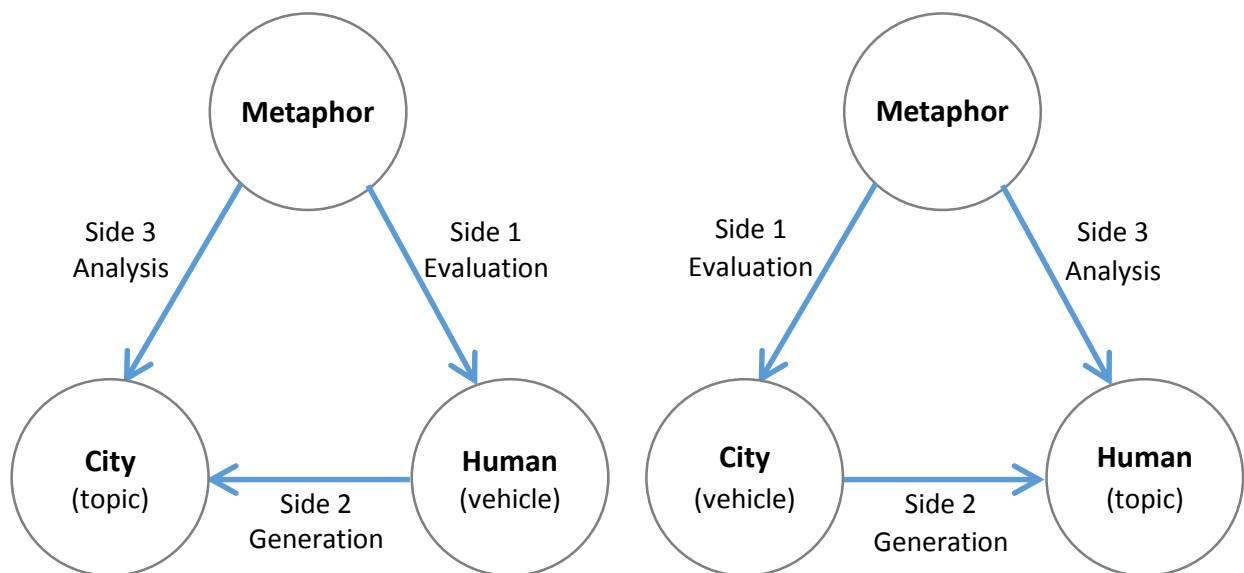 Metaphor
Side 3
Analysis
Side 1
Evaluation
City
(topic)
Human
(vehicle)
Side 2
Generation
Metaphor
Side 1
Evaluation
Side 3
Analysis
City
(vehicle)
Human
(topic)
Side 2
Generation